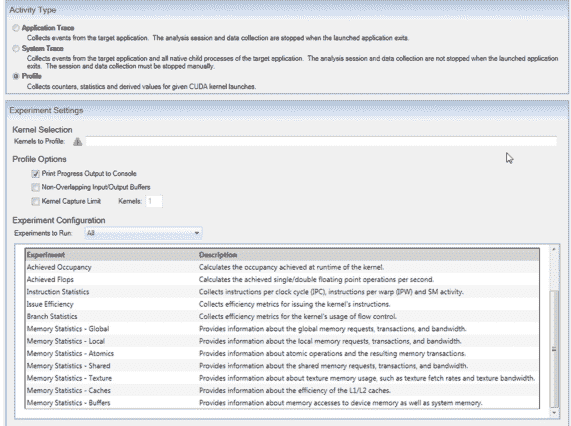 Activity Type
Application Trace
Collects events from the target application. The analysis session and data collection are stopped when the launched application exits.
System Trace
Collects events from the target application and all native child processes of the target application. The analysis session and data collection are not stopped when the launched application
exits. The session and data collection must be stopped manually.
Profile
Collects counters, statistics and derived values for given CUDA kernel launches.
Experiment Settings
Kernel Selection
Kernels to Profile:
Profile Options
Print Progress Output to Console
Non-Overlapping Input/Output Buffers
Kernel Capture Limit Kernels: 1
Experiment Configuration
Experiments to Run: All
Experiment Description
Achieved Occupancy Calculates the occupancy achieved at runtime of the kernel.
Achieved Flops Calculates the achieved single/double floating point operations per second.
Instruction Statistics Collects instructions per clock cycle (IPC), instructions per warp (IPW) and SM activity.
Issue Efficiency Collects efficiency metrics for issuing the kernel's instructions.
Branch Statistics Collects efficiency metrics for the kernel's usage of flow control.
Memory Statistics - Global Provides information about the global memory requests, transactions, and bandwidth.
Memory Statistics - Local Provides information about the local memory requests, transactions, and bandwidth.
Memory Statistics - Atomics Provides information about atomic operations and the resulting memory transactions.
Memory Statistics - Shared Provides information about the shared memory requests, transactions, and bandwidth.
Memory Statistics - Texture Provides information about about texture memory usage, such as texture fetch rates and texture bandwidth.
Memory Statistics - Caches Provides information about the efficiency of the L1/L2 caches.
Memory Statistics - Buffers Provides information about memory accesses to device memory as well as system memory.